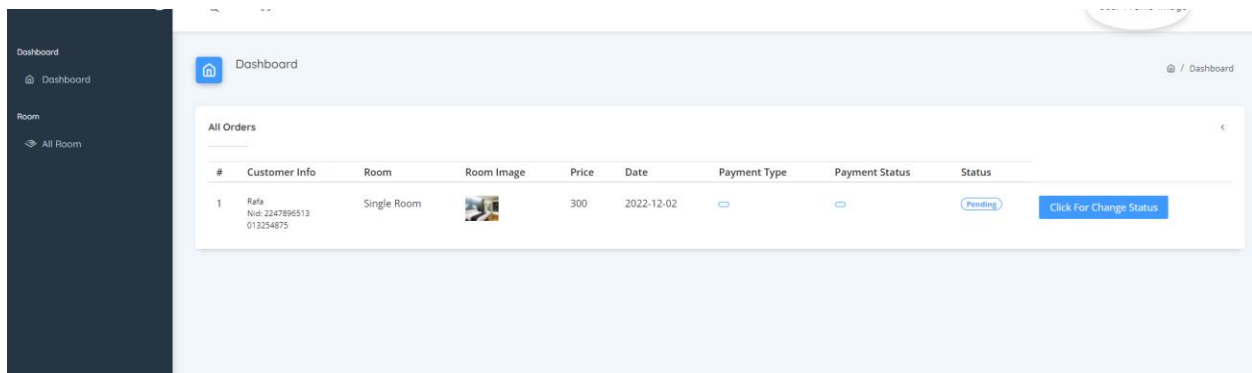 Dashboard
Dashboard
Room
All Room
Dashboard
/ Dashboard
All Orders
# Customer Info Room Room Image Price Date Payment Type Payment Status Status
1 Rafa Single Room 300 2022-12-02 Pending Click For Change Status
Nid: 2247896513
013254875